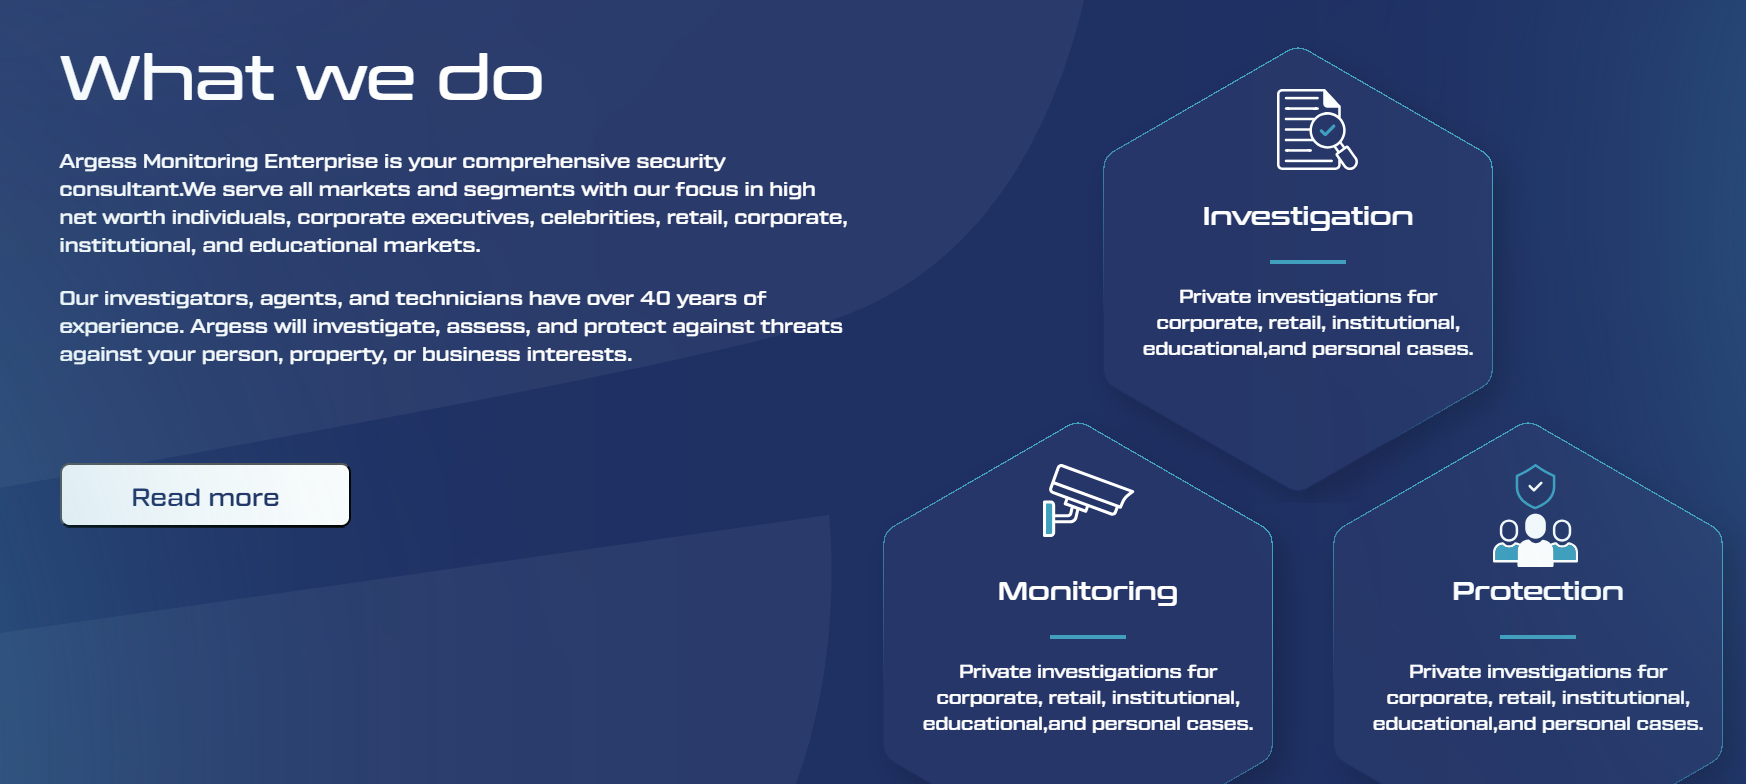 What we do
Argess Monitoring Enterprise is your comprehensive security
consultant.We serve all markets and segments with our focus in high
net worth individuals, corporate executives, celebrities, retail, corporate,
institutional, and educational markets.
Our investigators, agents, and technicians have over 40 years of
experience. Argess will investigate, assess, and protect against threats
against your person, property, or business interests.
Read more
Investigation
Private investigations for
corporate, retail, institutional,
educational,and personal cases.
Monitoring
Private investigations for
corporate, retail, institutional,
educational,and personal cases.
Protection
Private investigations for
corporate, retail, institutional,
educational,and personal cases.